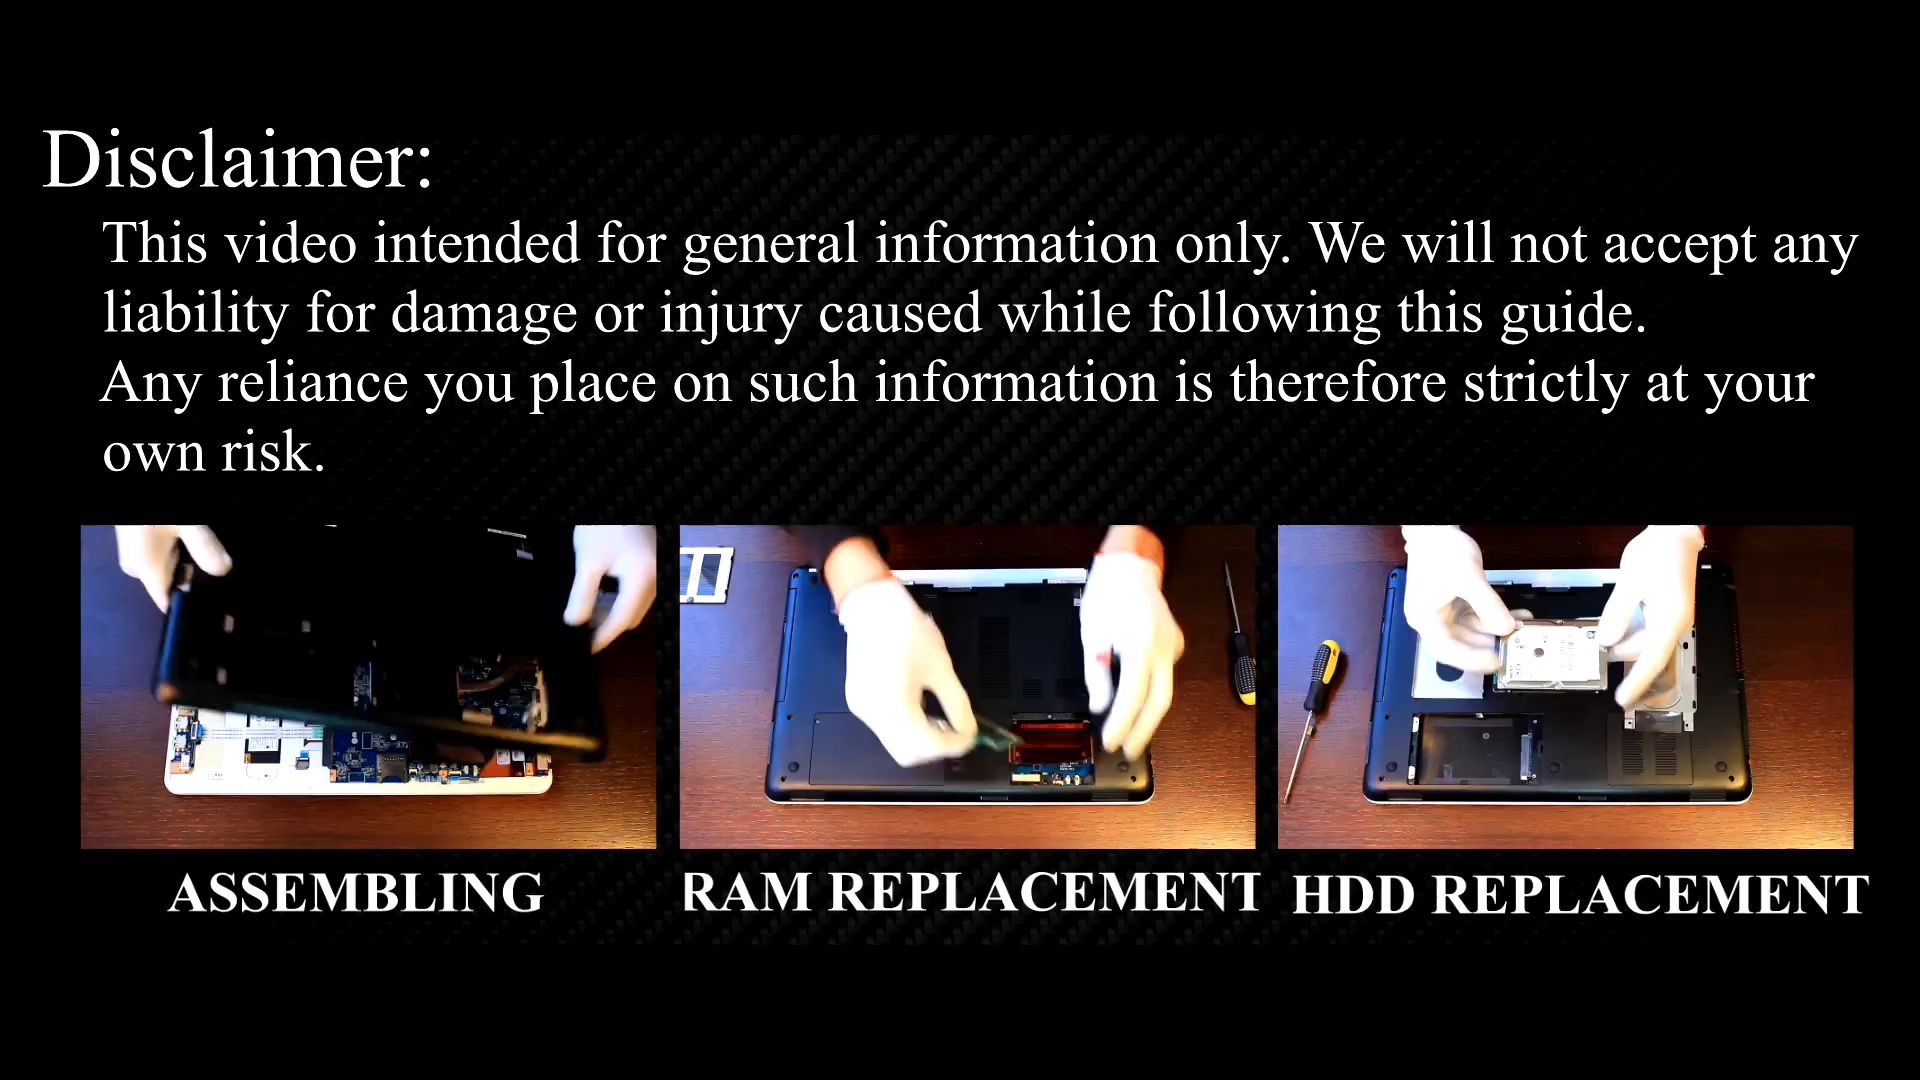 Disclaimer:
This video intended for general information only. We will not accept any
liability for damage or injury caused while following this guide.
Any reliance you place on such information is therefore strictly at your
own risk.
ASSEMBLING
RAM REPLACEMENT
HDD REPLACEMENT